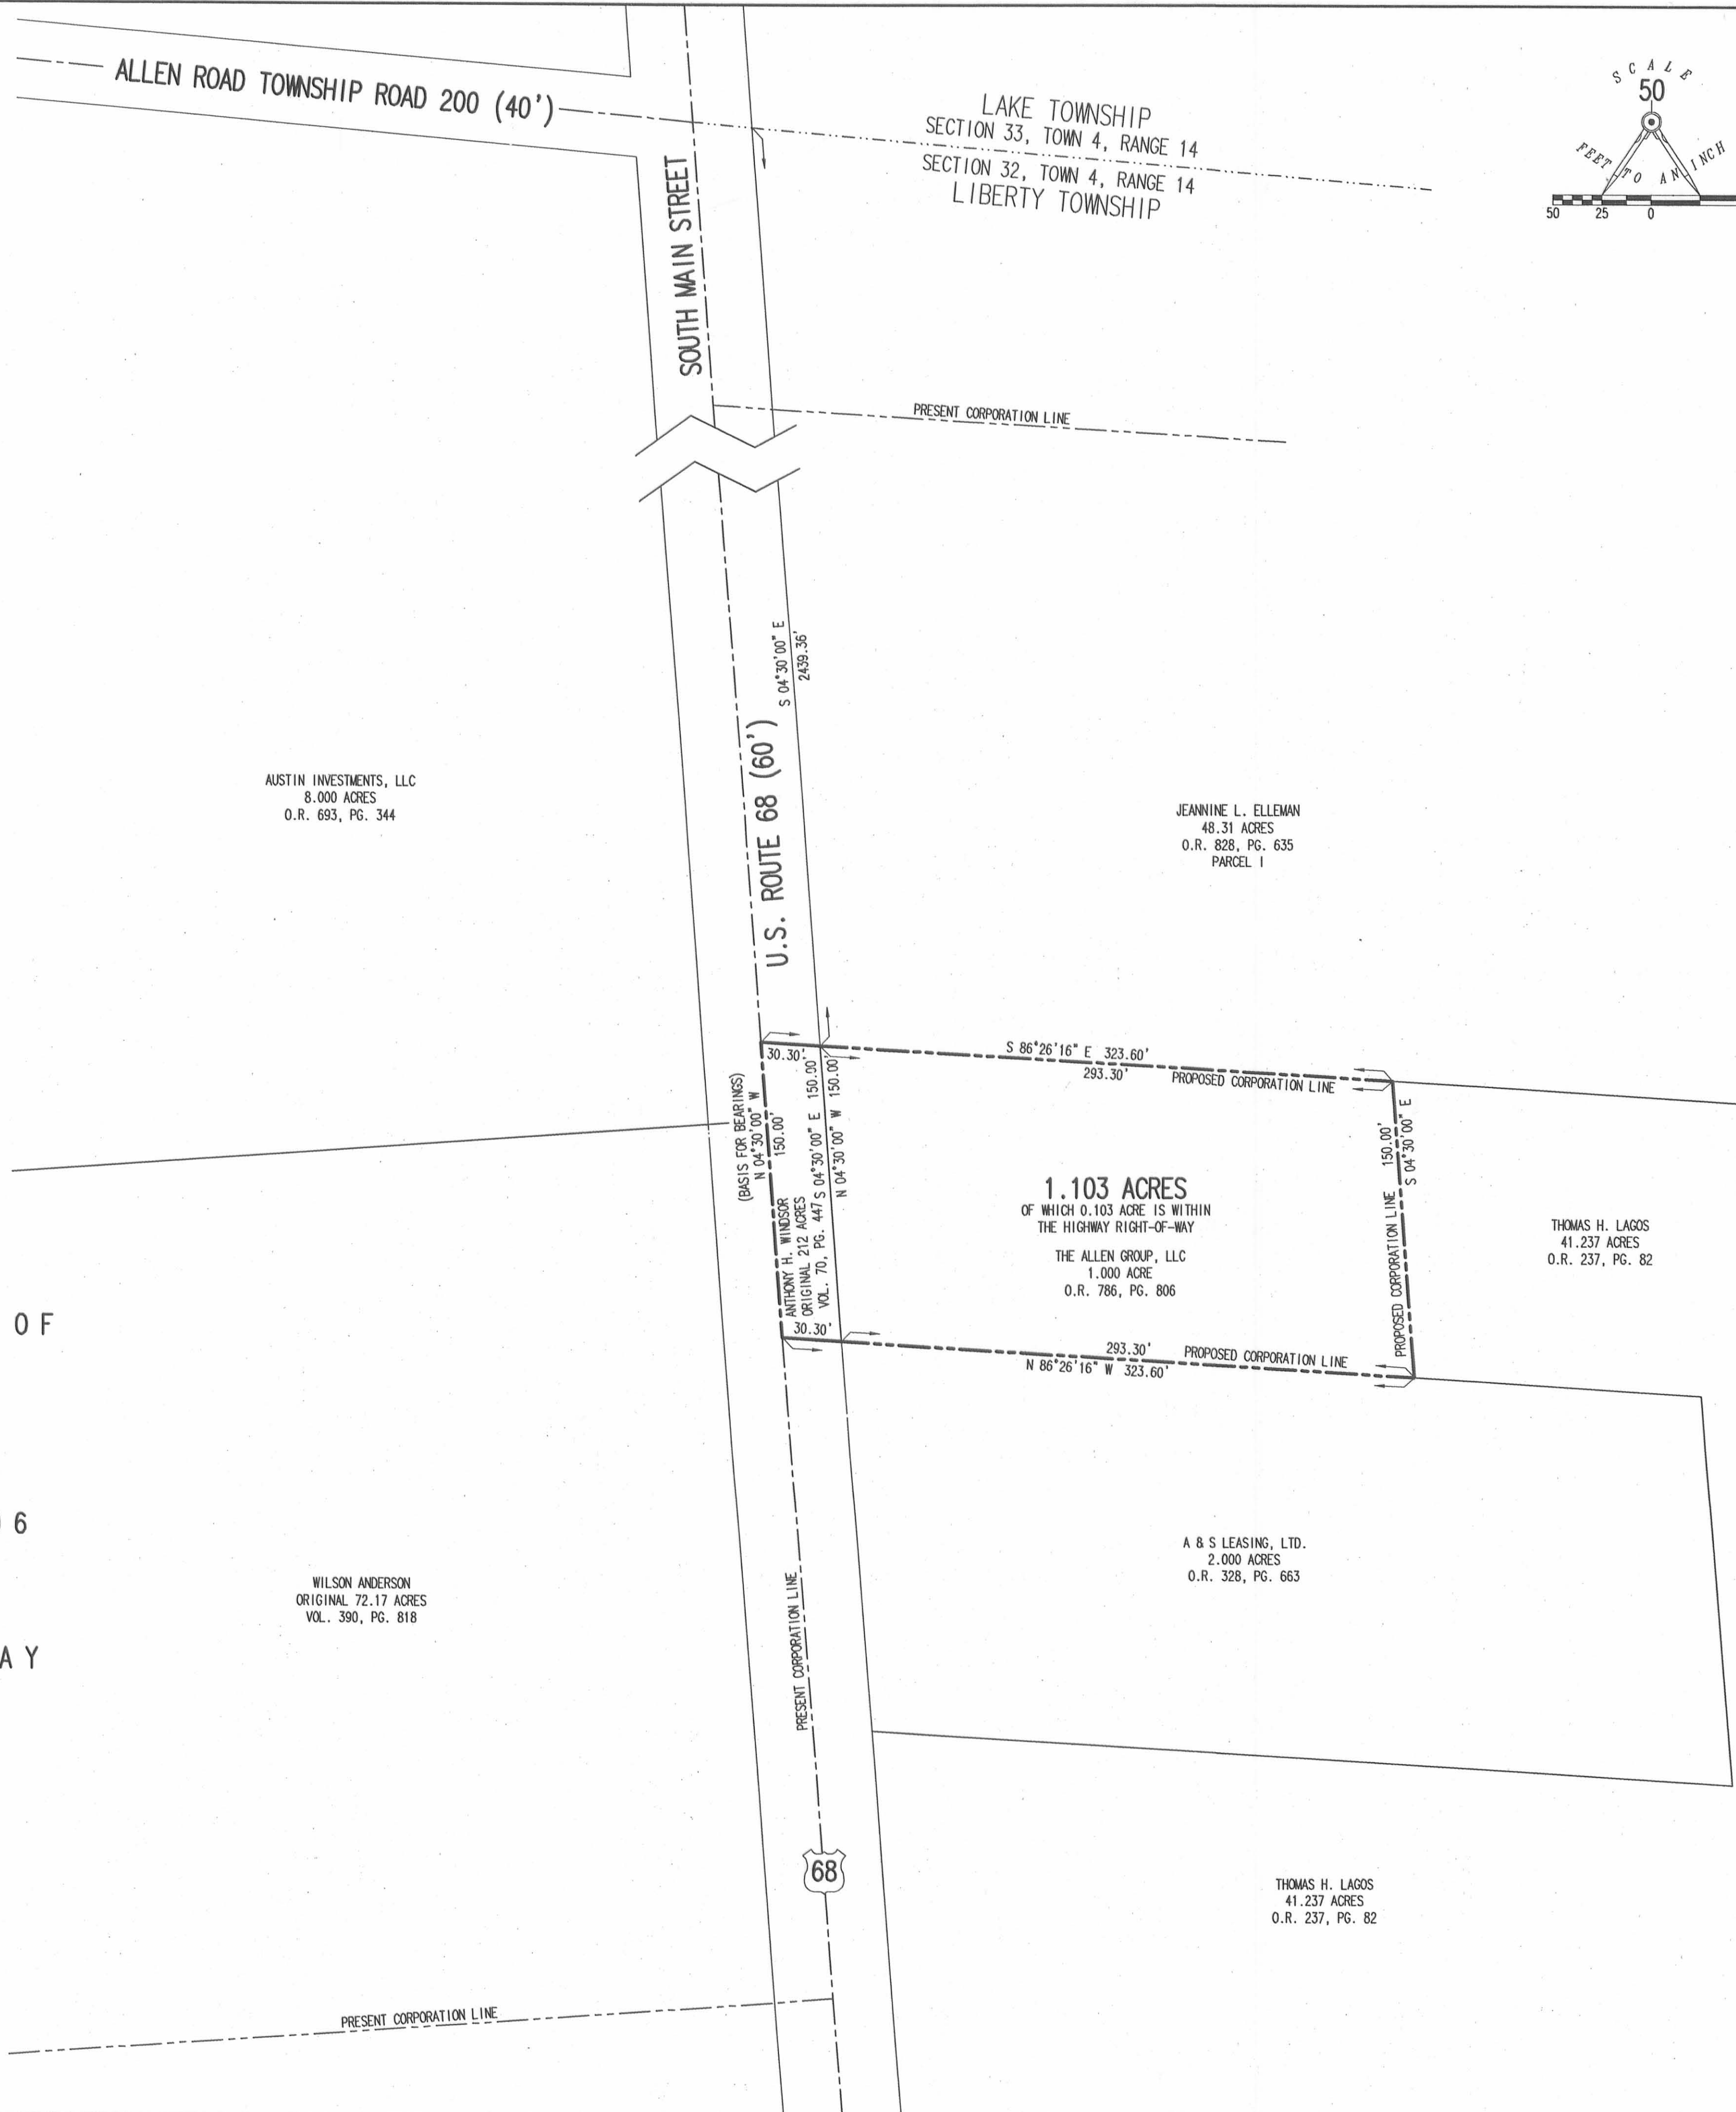 ALLEN ROAD TOWNSHIP ROAD 200 (40')
LAKE TOWNSHIP
SECTION 33, TOWN 4, RANGE 14
SECTION 32, TOWN 4, RANGE 14
LIBERTY TOWNSHIP
SCALE
50
FEET TO AN INCH
50 25 0
SOUTH MAIN STREET
PRESENT CORPORATION LINE
S 04°30'00" E
2439.36'
U.S. ROUTE 68 (60')
AUSTIN INVESTMENTS, LLC
8.000 ACRES
O.R. 693, PG. 344
JEANNINE L. ELLEMAN
48.31 ACRES
O.R. 828, PG. 635
PARCEL I
30.30'
S 86°26'16" E 323.60'
293.30'
PROPOSED CORPORATION LINE
(BASIS FOR BEARINGS)
N 04°30'00" W
150.00'
ANTHONY H. WINDSOR
ORIGINAL 212 ACRES
VOL. 70, PG. 447
S 04°30'00" E 150.00'
N 04°30'00" W 150.00'
1.103 ACRES
OF WHICH 0.103 ACRE IS WITHIN
THE HIGHWAY RIGHT-OF-WAY
THE ALLEN GROUP, LLC
1.000 ACRE
O.R. 786, PG. 806
PROPOSED CORPORATION LINE
150.00'
S 04°30'00" E
THOMAS H. LAGOS
41.237 ACRES
O.R. 237, PG. 82
OF
30.30'
293.30'
PROPOSED CORPORATION LINE
N 86°26'16" W 323.60'
6
A & S LEASING, LTD.
2.000 ACRES
O.R. 328, PG. 663
WILSON ANDERSON
ORIGINAL 72.17 ACRES
VOL. 390, PG. 818
AY
PRESENT CORPORATION LINE
68
THOMAS H. LAGOS
41.237 ACRES
O.R. 237, PG. 82
PRESENT CORPORATION LINE